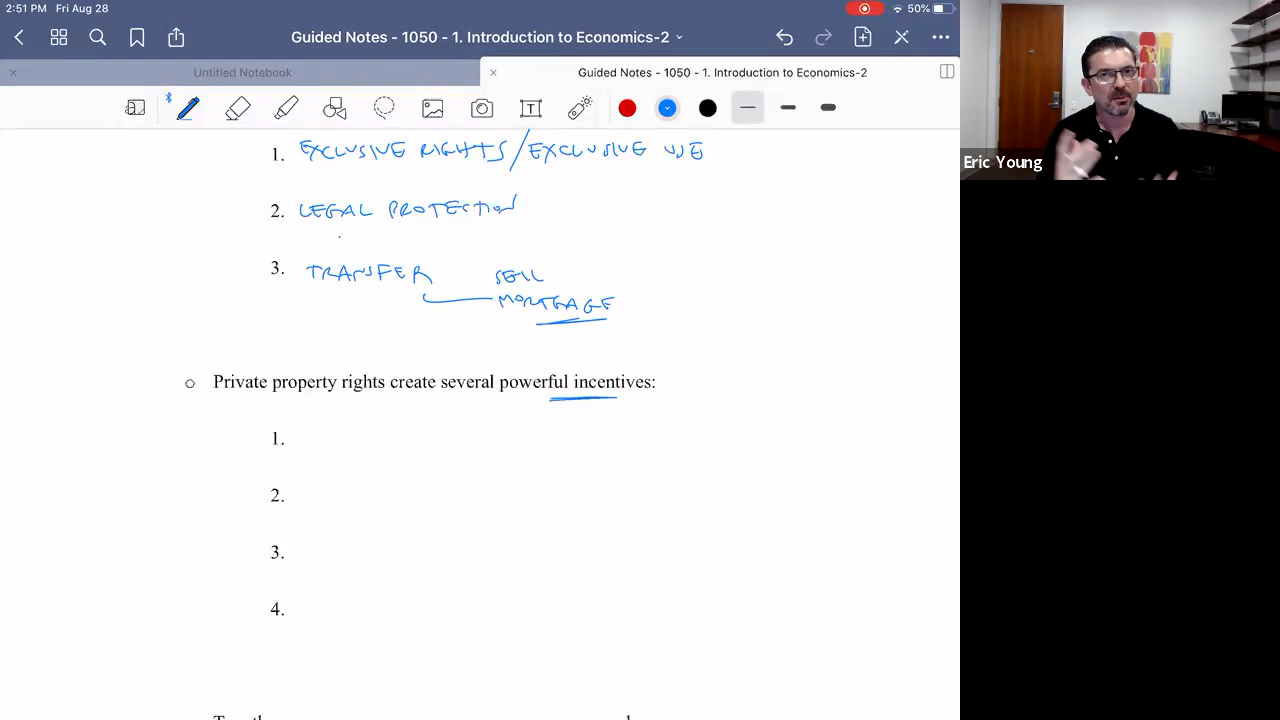 2:51 PM Fri Aug 28
50%
Guided Notes - 1050 - 1. Introduction to Economics-2
Untitled Notebook
Guided Notes - 1050 - 1. Introduction to Economics-2
T
Eric Young
1. EXCLUSIVE RIGHTS/EXCLUSIVE USE
2. LEGAL PROTECTION
3. TRANSFER SELL
MORTGAGE
Private property rights create several powerful incentives:
1.
2.
3.
4.